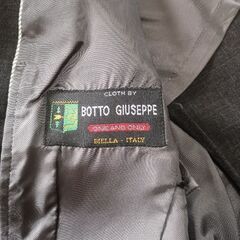 CLOTH BY
BOTTO GIUSEPPE
ONE AND ONLY
BIELLA - ITALY